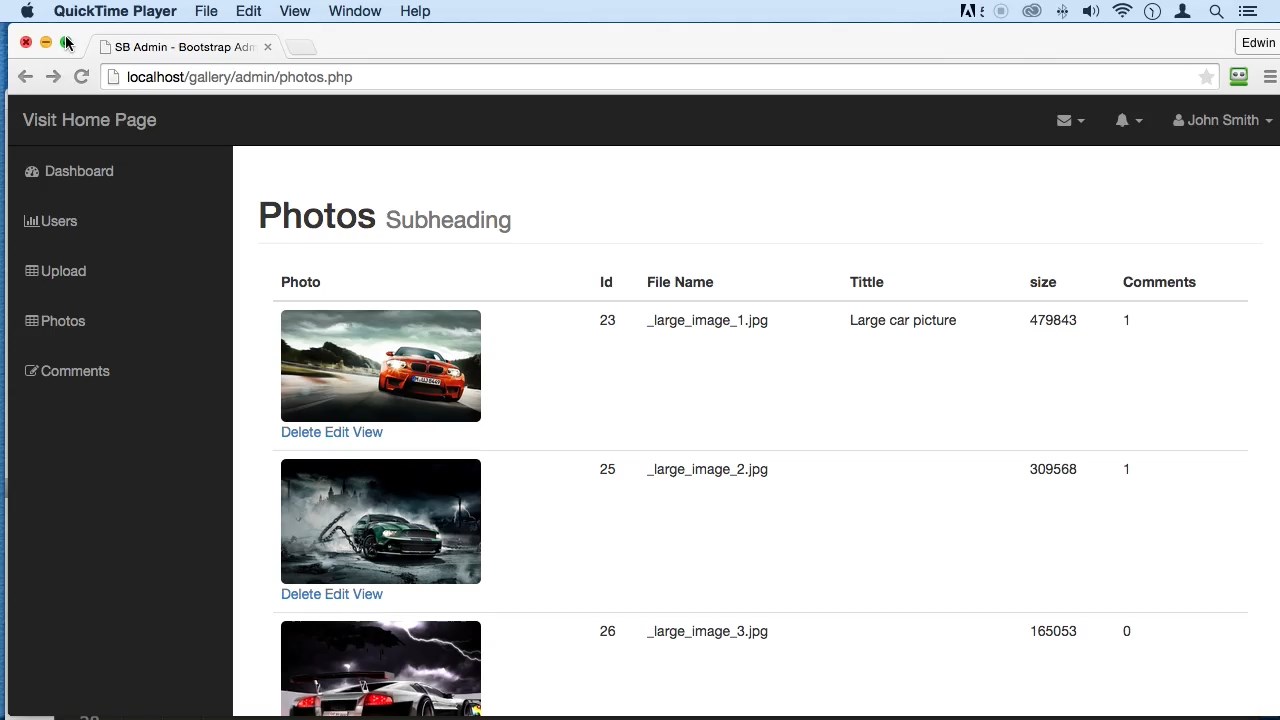 QuickTime Player File Edit View Window Help
SB Admin - Bootstrap Adm
Edwin
localhost/gallery/admin/photos.php
Visit Home Page
John Smith
Dashboard
Users
Upload
Photos
Comments
Photos Subheading
Photo Id File Name Tittle size Comments
23 _large_image_1.jpg Large car picture 479843 1
Delete Edit View
25 _large_image_2.jpg 309568 1
Delete Edit View
26 _large_image_3.jpg 165053 0